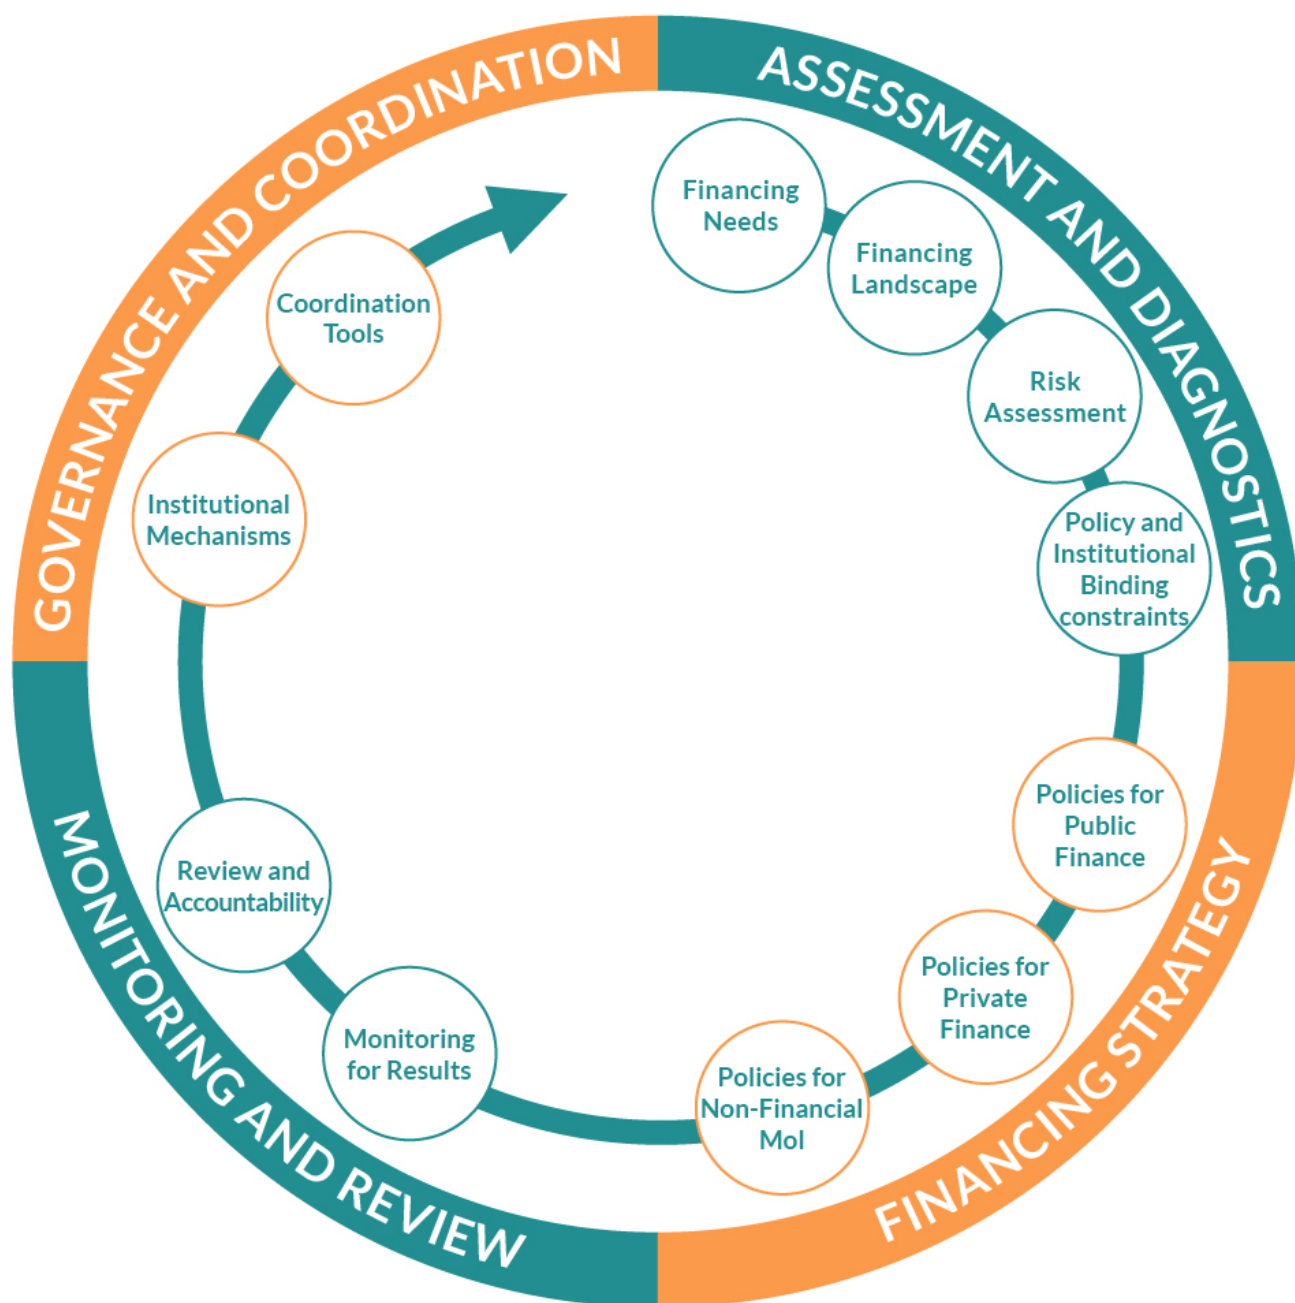 GOVERNANCE AND COORDINATION
ASSESSMENT AND DIAGNOSTICS
Financing
Needs
Financing
Landscape
Risk
Assessment
Policy and
Institutional
Binding
constraints
FINANCING STRATEGY
Policies for
Public
Finance
Policies for
Private
Finance
Policies for
Non-Financial
MoI
MONITORING AND REVIEW
Monitoring
for Results
Review and
Accountability
Institutional
Mechanisms
Coordination
Tools